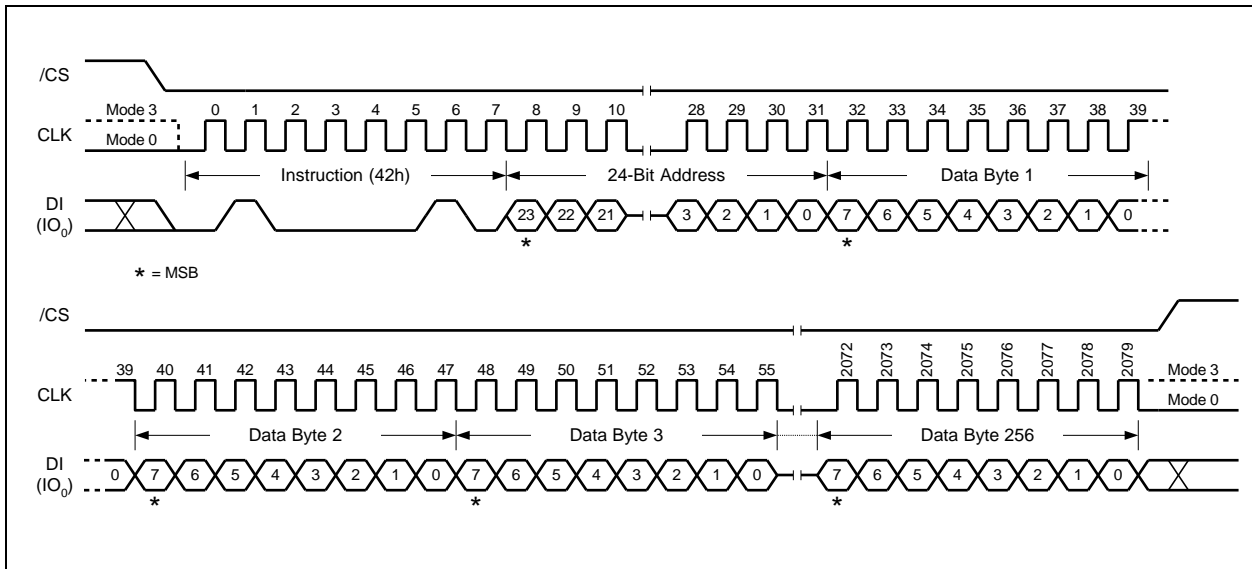 /CS
Mode 3 0 1 2 3 4 5 6 7 8 9 10 28 29 30 31 32 33 34 35 36 37 38 39
CLK Mode 0
Instruction (42h) 24-Bit Address Data Byte 1
DI
(IO0) 23 22 21 3 2 1 0 7 6 5 4 3 2 1 0
* *
* = MSB
/CS
39 40 41 42 43 44 45 46 47 48 49 50 51 52 53 54 55 2072 2073 2074 2075 2076 2077 2078 2079 Mode 3
CLK Mode 0
Data Byte 2 Data Byte 3 Data Byte 256
DI
(IO0) 0 7 6 5 4 3 2 1 0 7 6 5 4 3 2 1 0 7 6 5 4 3 2 1 0
* * *